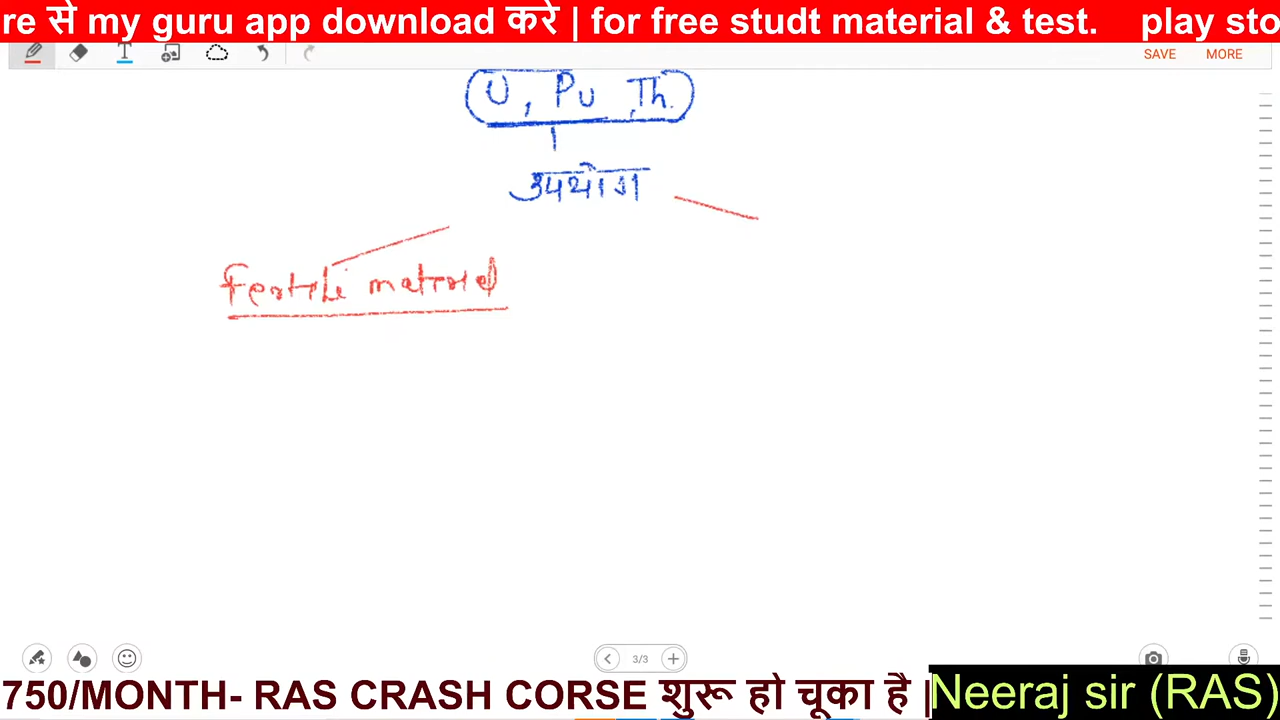 re से my guru app download करे | for free studt material & test. play sto
SAVE MORE
U, Pu, Th.
उपयोग
Fertile material
3/3
750/MONTH- RAS CRASH CORSE शुरू हो चूका है |
Neeraj sir (RAS)